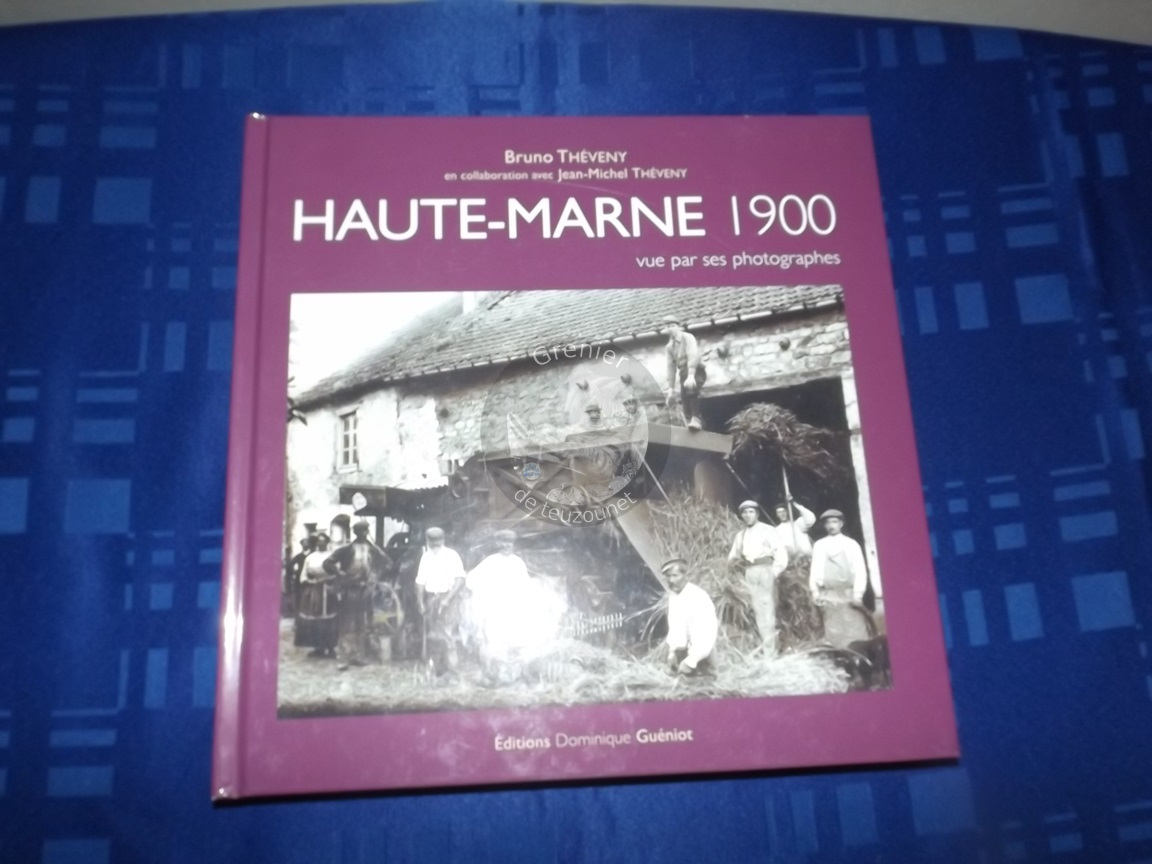 Bruno THÉVENY
en collaboration avec Jean-Michel THÉVENY
HAUTE-MARNE 1900
vue par ses photographes
Grenier
de teuzounet
Éditions Dominique Guéniot